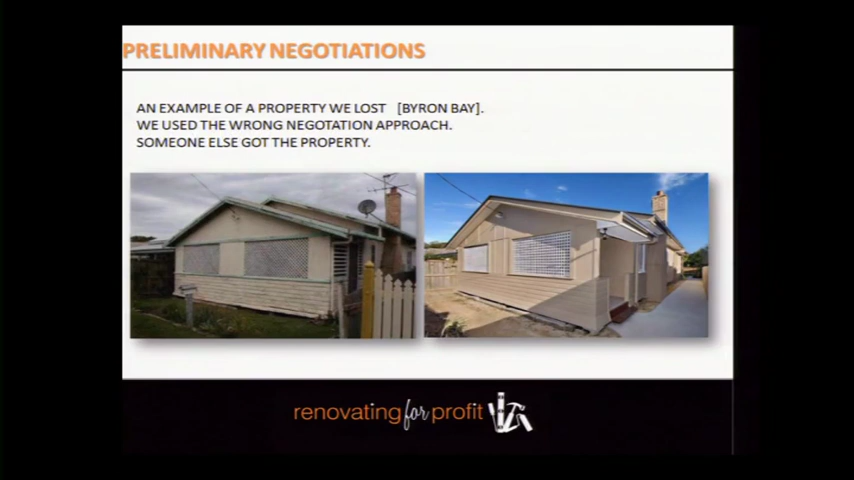 PRELIMINARY NEGOTIATIONS
AN EXAMPLE OF A PROPERTY WE LOST [BYRON BAY].
WE USED THE WRONG NEGOTATION APPROACH.
SOMEONE ELSE GOT THE PROPERTY.
renovating for profit